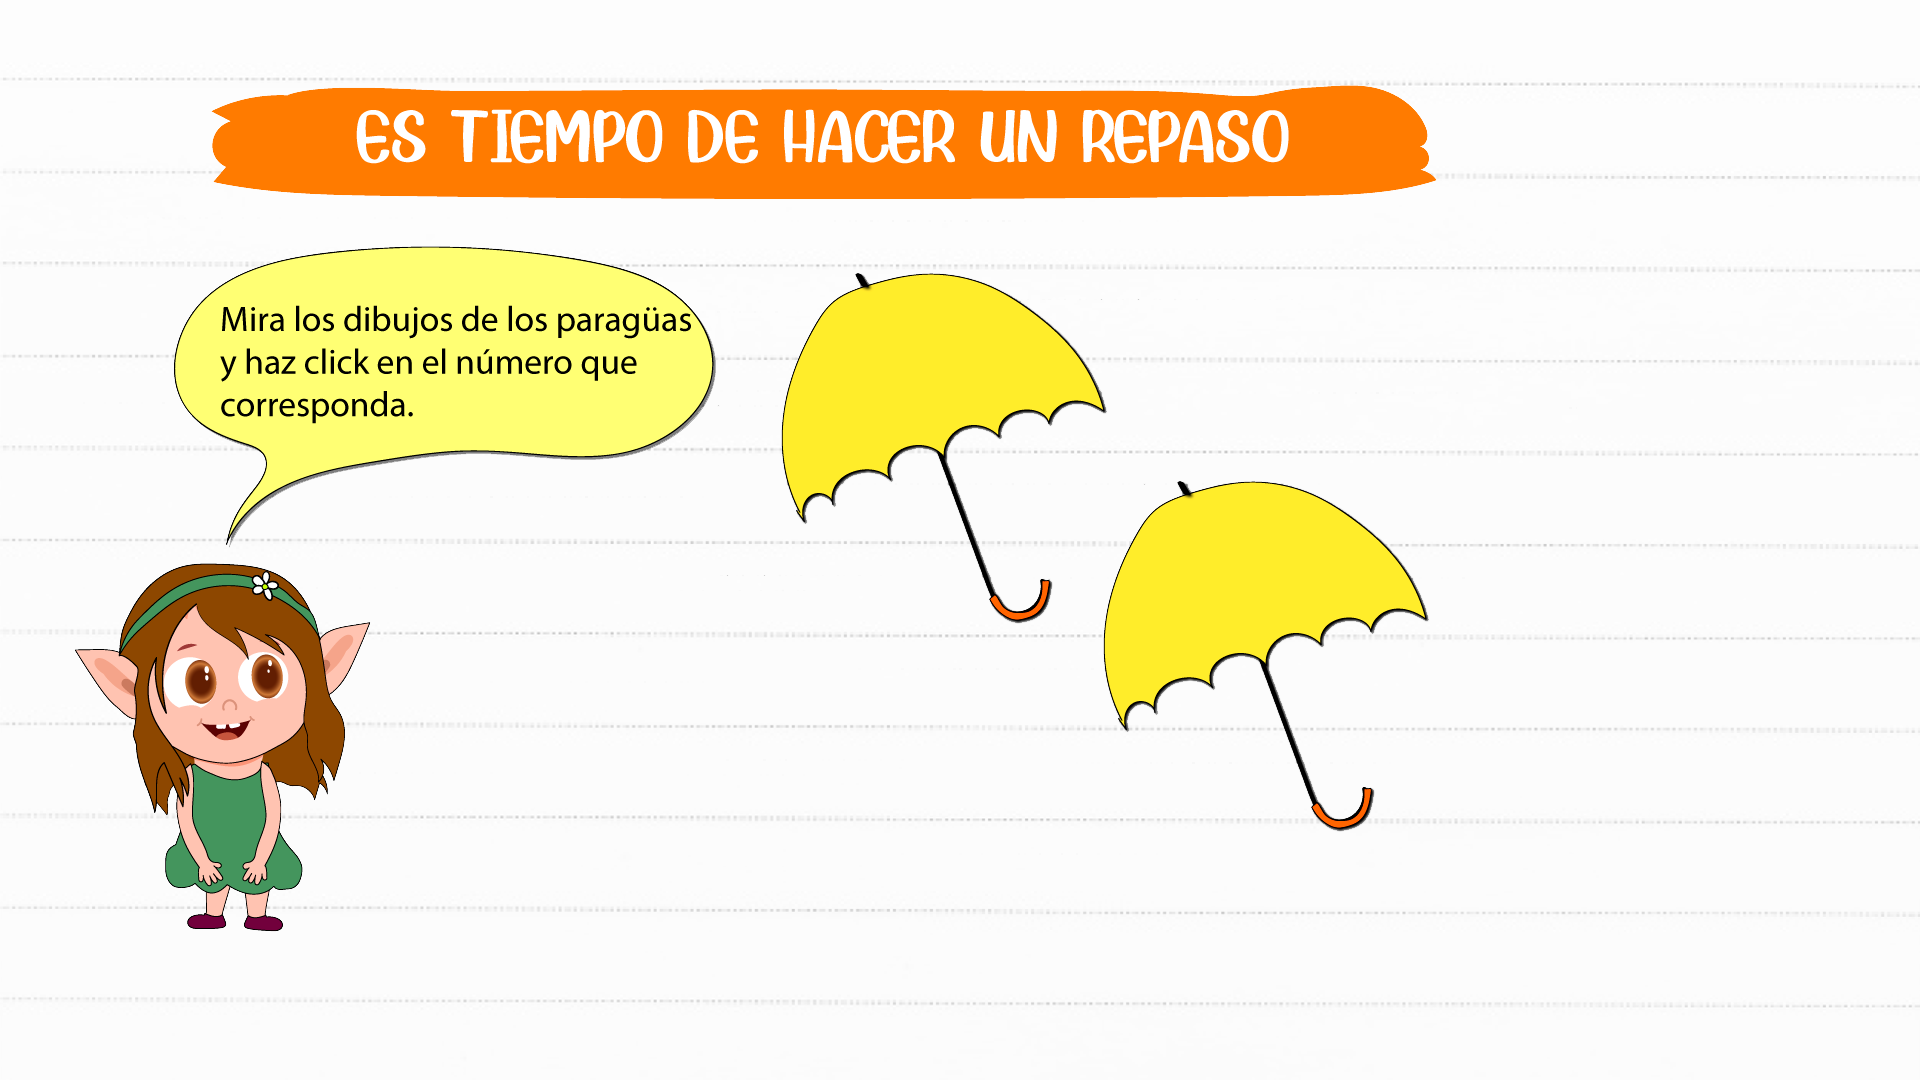 ES TIEMPO DE HACER UN REPASO
Mira los dibujos de los paragüas
y haz click en el número que
corresponda.